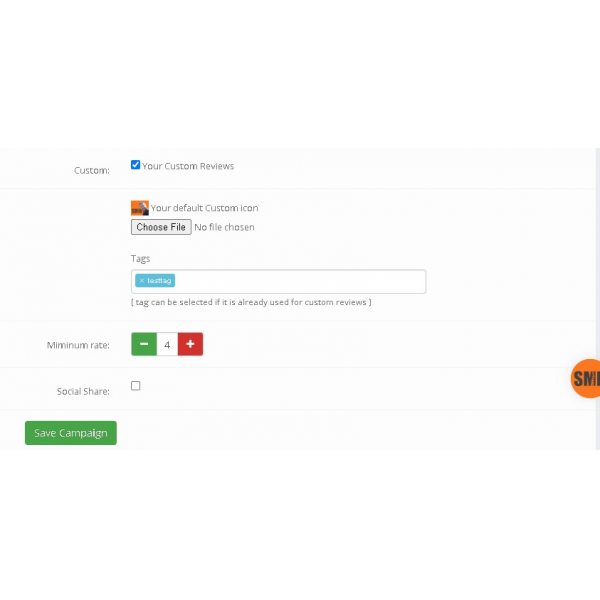 Custom: Your Custom Reviews
Your default Custom icon
Choose File No file chosen
Tags
× testtag
[ tag can be selected if it is already used for custom reviews ]
Miminum rate: − 4 +
SMI
Social Share:
Save Campaign